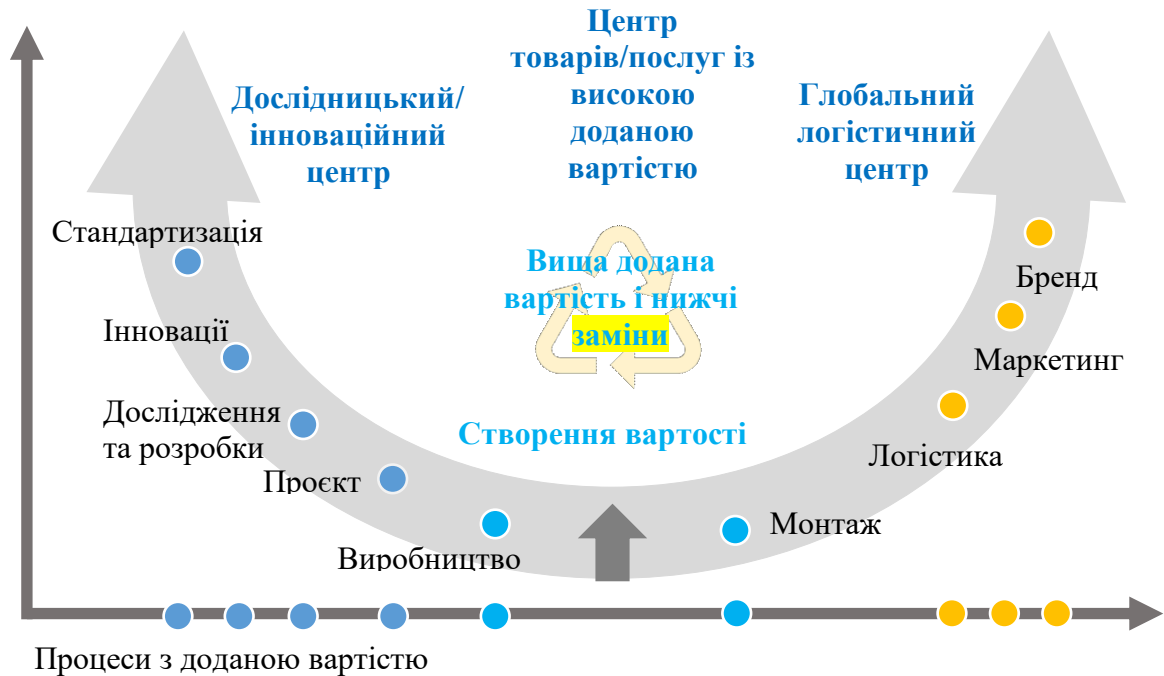 Центр
товарів/послуг із
високою
доданою
вартістю
Дослідницький/
інноваційний
центр
Глобальний
логістичний
центр
Стандартизація
Вища додана
вартість і нижчі
заміни
Бренд
Інновації
Маркетинг
Дослідження
та розробки
Створення вартості
Логістика
Проєкт
Монтаж
Виробництво
Процеси з доданою вартістю